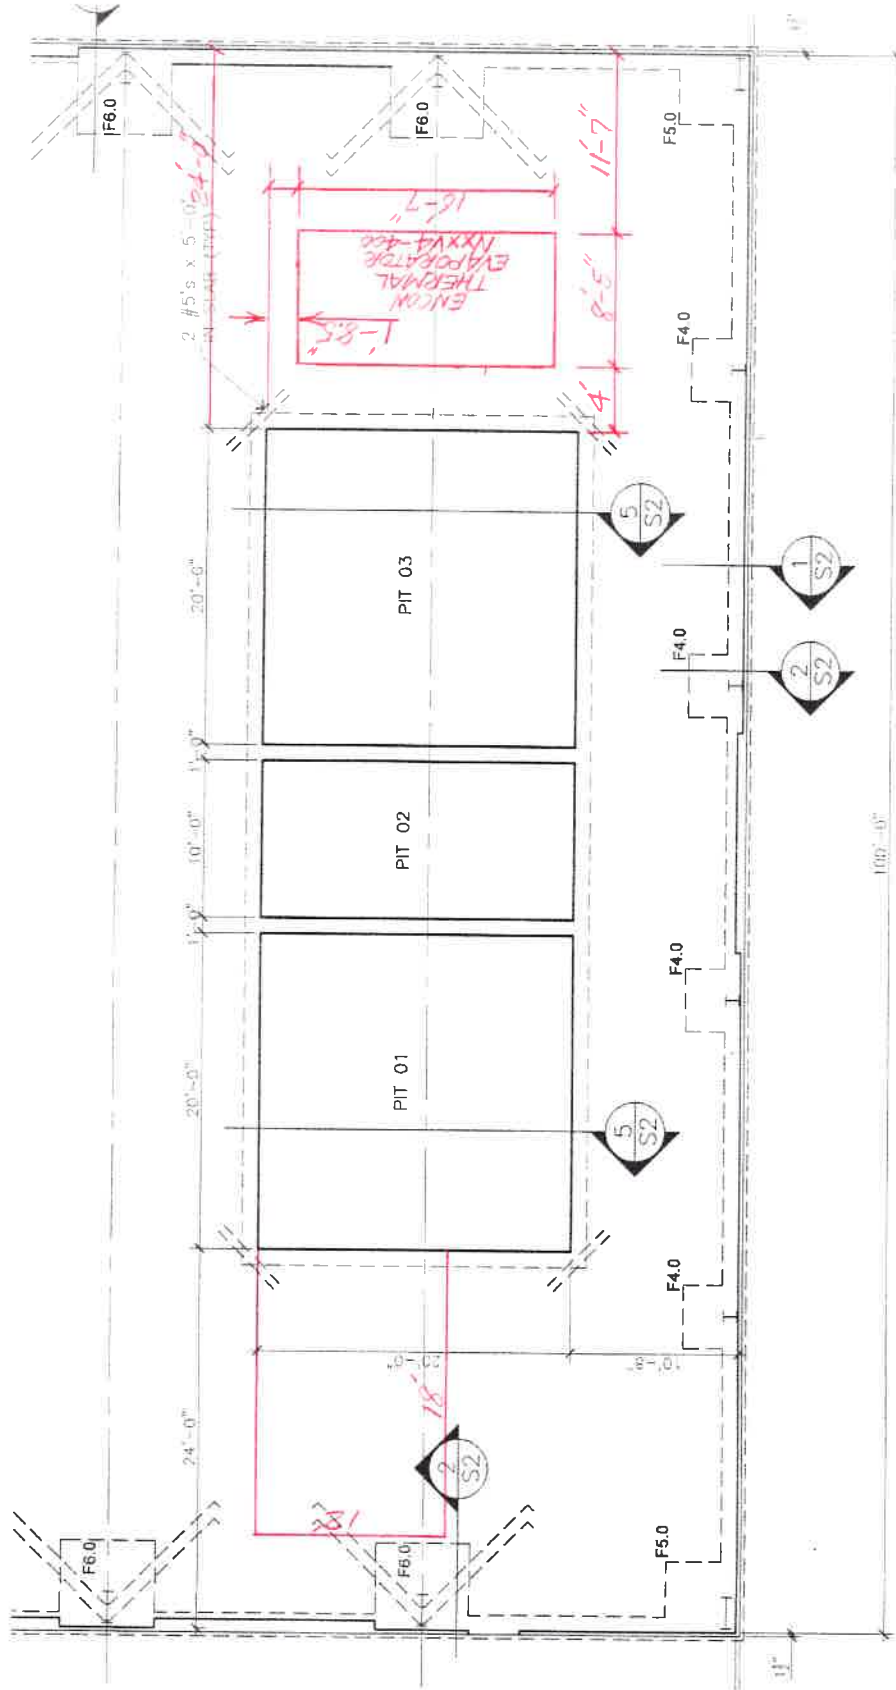 F6.0
F6.0
F5.0
24'-0"
2 #5's x 5'-0"
11'-7"
16'-7"
ENCON
THERMAL
EVAPORATOR
NXXV4-400
8'-5"
1'-8.5"
4'
F4.0
20'-0"
PIT 03
5
S2
1
S2
F4.0
2
S2
1'-0"
10'-0"
PIT 02
1'-0"
F4.0
100'-0"
20'-0"
PIT 01
5
S2
F4.0
20'-0"
10'-8"
18'
24'-0"
2
S2
12'
F6.0
F6.0
F5.0